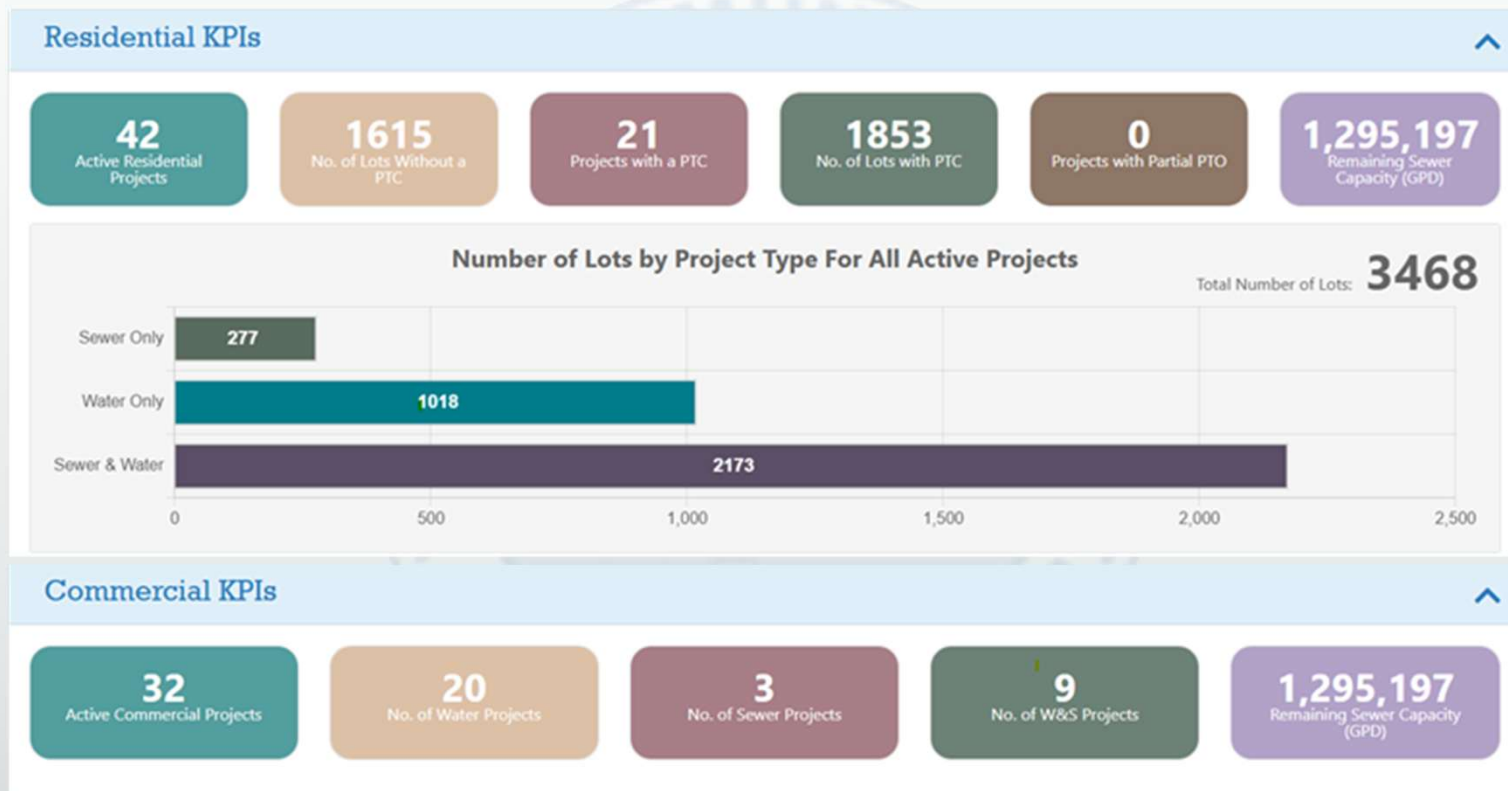 Residential KPIs
42
Active Residential
Projects
1615
No. of Lots Without a
PTC
21
Projects with a PTC
1853
No. of Lots with PTC
0
Projects with Partial PTO
1,295,197
Remaining Sewer
Capacity (GPD)
Number of Lots by Project Type For All Active Projects
Total Number of Lots: 3468
Sewer Only 277
Water Only 1018
Sewer & Water 2173
0 500 1,000 1,500 2,000 2,500
Commercial KPIs
32
Active Commercial Projects
20
No. of Water Projects
3
No. of Sewer Projects
9
No. of W&S Projects
1,295,197
Remaining Sewer Capacity
(GPD)